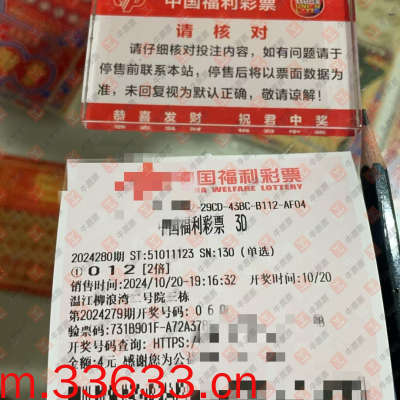 中国福利彩票
请 核 对
请仔细核对投注内容，如有问题请于
停售前联系本站，停售后将以票面数据为
准，未回复视为默认正确，敬请谅解！
恭 喜 发 财 祝 君 中 奖
国福利彩票
WELFARE LOTTERY
-29CD-43BC-B112-AF04
中国福利彩票 3D
2024280期 ST:51011123 SN:130 (单选)
① 0 1 2 [2倍]
销售时间:2024/10/20-19:16:32 开奖时间:10/20
温江柳浪湾二号院三栋
第2024279期开奖号码: 0 6
验票码:731B901F-A72A37
开奖号码查询: HTTPS:
金额:4元 感谢您为公益
m.33c33.cn